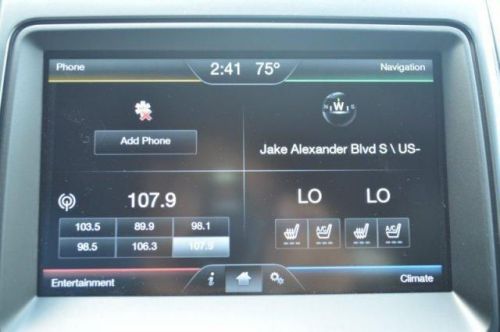 Phone
2:41 75°
Navigation
N W S
Add Phone
Jake Alexander Blvd S \ US-
107.9
LO LO
103.5 89.9 98.1
98.5 106.3 107.9
A/C A/C
Entertainment
i
Climate